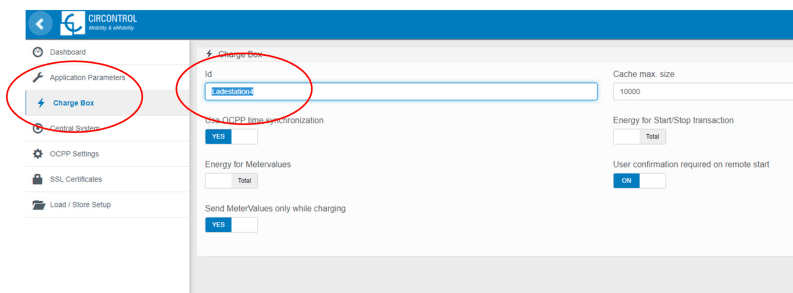 CIRCONTROL
Mobility & eMobility
Dashboard
Application Parameters
Charge Box
Central System
OCPP Settings
SSL Certificates
Load / Store Setup
Charge Box
Id
Ladestation4
Cache max. size
10000
Use OCPP time synchronization
YES
Energy for Start/Stop transaction
Total
Energy for Metervalues
Total
User confirmation required on remote start
ON
Send MeterValues only while charging
YES